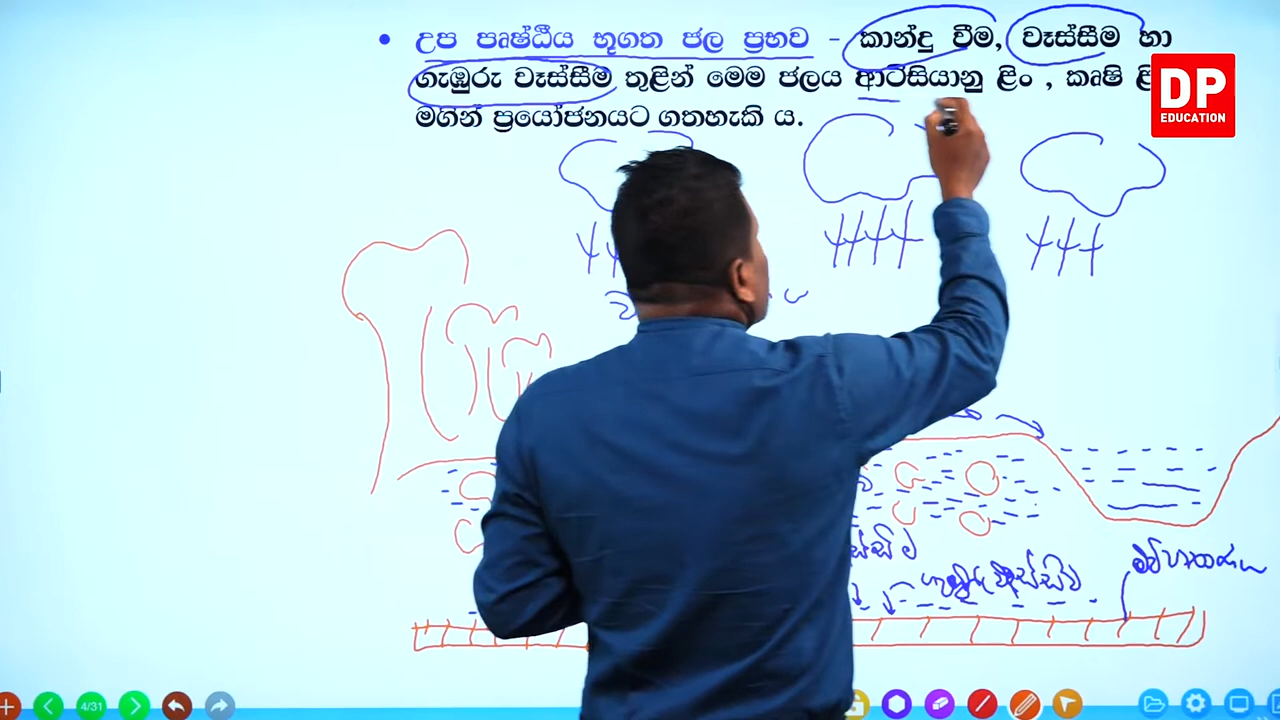 උප පෘෂ්ඨීය භූගත ජල ප්‍රභව - කාන්දු වීම, වෑස්සීම හා
ගැඹුරු වෑස්සීම තුළින් මෙම ජලය ආටිසියානු ළිං , කෘෂි ළි
මගින් ප්‍රයෝජනයට ගතහැකි ය.
DP
EDUCATION
ගැඹුරු වෑස්සීම
4/31